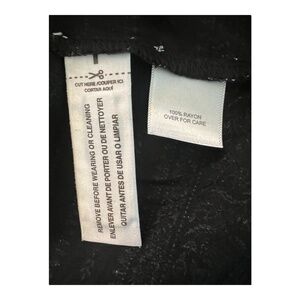 CUT HERE /COUPER ICI
CORTAR AQUÍ
REMOVE BEFORE WEARING OR CLEANING
ENLEVER AVANT DE PORTER OU DE NETTOYER
QUITAR ANTES DE USAR O LIMPIAR
100% RAYON
OVER FOR CARE